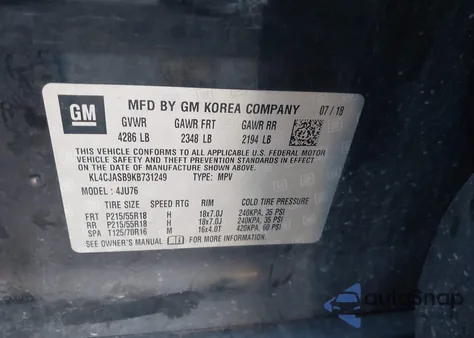 GM
MFD BY GM KOREA COMPANY 07 / 18
GVWR GAWR FRT GAWR RR
4286 LB 2348 LB 2194 LB
THIS VEHICLE CONFORMS TO ALL APPLICABLE U.S. FEDERAL
MOTOR VEHICLE SAFETY, BUMPER, AND THEFT PREVENTION
STANDARDS IN EFFECT ON THE DATE OF MANUFACTURE SHOWN ABOVE.
KL4CJASB9KB731249 TYPE: MPV
MODEL: 4JU76
TIRE SIZE SPEED RTG RIM COLD TIRE PRESSURE
FRT P215/55R18 H 18x7.0J 240KPA, 35 PSI
RR P215/55R18 H 18x7.0J 240KPA, 35 PSI
SPA T125/70R16 M 16x4.0T 420KPA, 60 PSI
SEE OWNER'S MANUAL FOR MORE INFORMATION.
AutoSnap